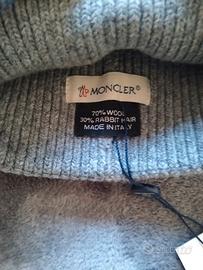 MONCLER®
70% WOOL
30% RABBIT HAIR
MADE IN ITALY